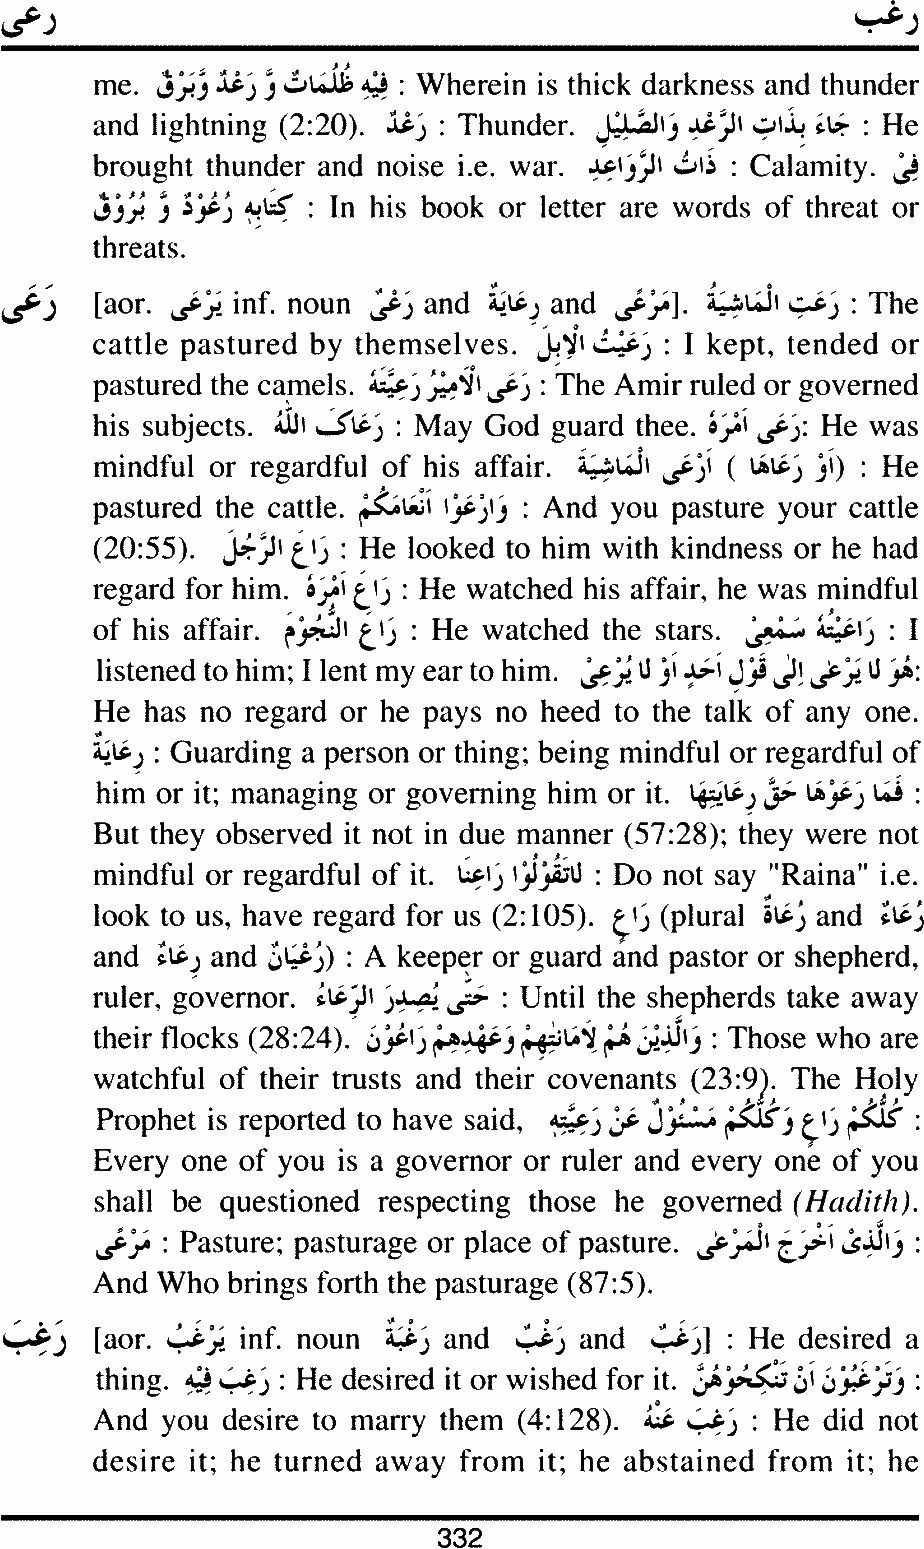 رعى رغب
me. فِيْهِ ظُلُمَاتٌ وَّ رَعْدٌ وَّبَرْقٌ : Wherein is thick darkness and thunder
and lightning (2:20). رَعْدٌ : Thunder. جَاءَ بِذَاتِ الرَّعْدِ وَالصَّلِيْلِ : He
brought thunder and noise i.e. war. ذَاتُ الرَّوَاعِدِ : Calamity. فِىْ
كِتَابِهِ رُعُوْدٌ وَّ بُرُوْقٌ : In his book or letter are words of threat or
threats.
رَعٰى [aor. يَرْعٰى inf. noun رَعْىٌ and رِعَايَةٌ and مَرْعًى]. رَعَتِ الْمَاشِيَةُ : The
cattle pastured by themselves. رَعَيْتُ الْاِبِلَ : I kept, tended or
pastured the camels. رَعَى الْاَمِيْرُ رَعِيَّتَهُ : The Amir ruled or governed
his subjects. رَعَاكَ اللّٰهُ : May God guard thee. رَعٰى اَمْرَهُ: He was
mindful or regardful of his affair. اَرْعَى الْمَاشِيَةَ ( اَوْ رَعَاهَا) : He
pastured the cattle. وَارْعَوْا اَنْعَامَكُمْ : And you pasture your cattle
(20:55). رَاعَ الرَّجُلَ : He looked to him with kindness or he had
regard for him. رَاعَ اَمْرَهُ : He watched his affair, he was mindful
of his affair. رَاعَ النُّجُوْمَ : He watched the stars. رَاعَيْتُهُ سَمْعِىْ : I
listened to him; I lent my ear to him. هُوَ لَا يَرْعٰى اِلٰى قَوْلِ اَحَدٍ اَوْ لَا يُرْعِىْ:
He has no regard or he pays no heed to the talk of any one.
رِعَايَةٌ : Guarding a person or thing; being mindful or regardful of
him or it; managing or governing him or it. فَمَا رَعَوْهَا حَقَّ رِعَايَتِهَا :
But they observed it not in due manner (57:28); they were not
mindful or regardful of it. لَاتَقُوْلُوْا رَاعِنَا : Do not say "Raina" i.e.
look to us, have regard for us (2:105). رَاعٍ (plural رُعَاةٌ and رُعَاءٌ
and رِعَاءٌ and رُعْيَانٌ) : A keeper or guard and pastor or shepherd,
ruler, governor. حَتّٰى يُصْدِرَ الرِّعَاءُ : Until the shepherds take away
their flocks (28:24). وَالَّذِيْنَ هُمْ لِاَمَانٰتِهِمْ وَعَهْدِهِمْ رَاعُوْنَ : Those who are
watchful of their trusts and their covenants (23:9). The Holy
Prophet is reported to have said, كُلُّكُمْ رَاعٍ وَكُلُّكُمْ مَسْئُوْلٌ عَنْ رَعِيَّتِهِ :
Every one of you is a governor or ruler and every one of you
shall be questioned respecting those he governed (Hadith).
مَرْعًى : Pasture; pasturage or place of pasture. وَالَّذِىْ اَخْرَجَ الْمَرْعٰى :
And Who brings forth the pasturage (87:5).
رَغِبَ [aor. يَرْغَبُ inf. noun رَغْبَةٌ and رَغْبٌ and رَغَبٌ] : He desired a
thing. رَغِبَ فِيْهِ : He desired it or wished for it. وَتَرْغَبُوْنَ اَنْ تَنْكِحُوْهُنَّ :
And you desire to marry them (4:128). رَغِبَ عَنْهُ : He did not
desire it; he turned away from it; he abstained from it; he
332